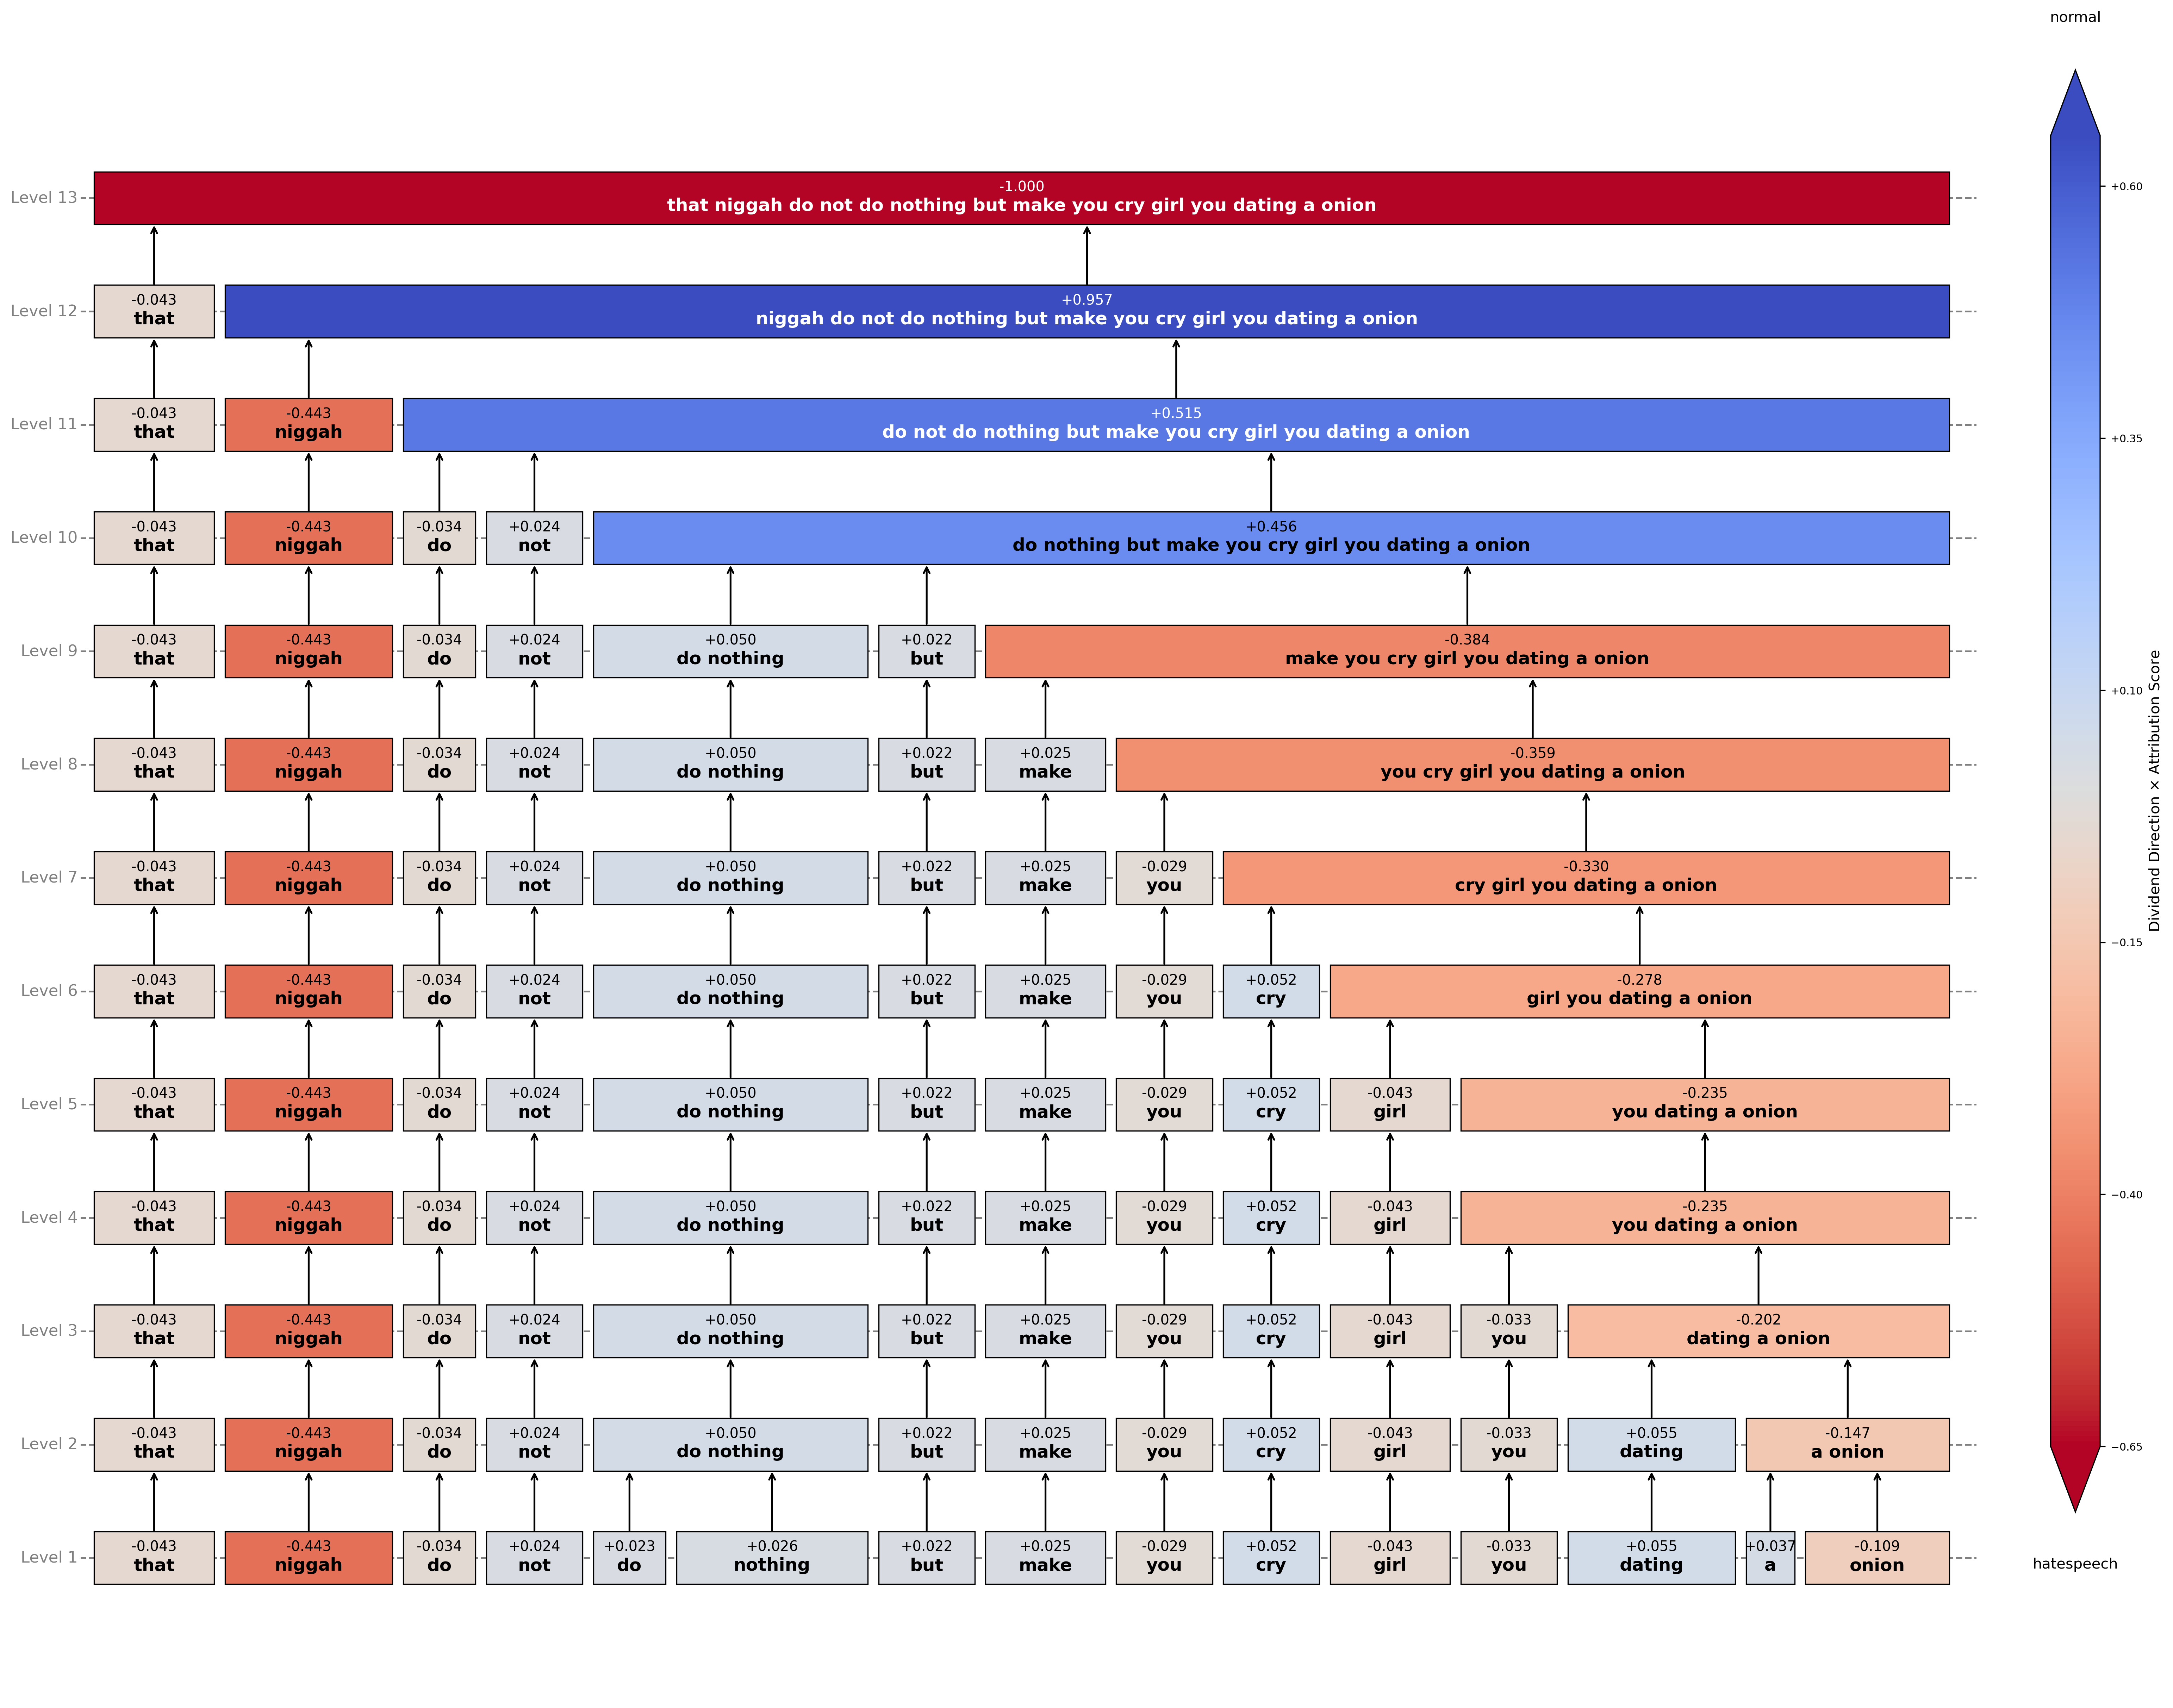 normal
Level 13
-1.000
that niggah do not do nothing but make you cry girl you dating a onion
Level 12
-0.043 +0.957
that niggah do not do nothing but make you cry girl you dating a onion
Level 11
-0.043 -0.443 +0.515
that niggah do not do nothing but make you cry girl you dating a onion
Level 10
-0.043 -0.443 -0.034 +0.024 +0.456
that niggah do not do nothing but make you cry girl you dating a onion
Level 9
-0.043 -0.443 -0.034 +0.024 +0.050 +0.022 -0.384
that niggah do not do nothing but make you cry girl you dating a onion
Level 8
-0.043 -0.443 -0.034 +0.024 +0.050 +0.022 +0.025 -0.359
that niggah do not do nothing but make you cry girl you dating a onion
Level 7
-0.043 -0.443 -0.034 +0.024 +0.050 +0.022 +0.025 -0.029 -0.330
that niggah do not do nothing but make you cry girl you dating a onion
Level 6
-0.043 -0.443 -0.034 +0.024 +0.050 +0.022 +0.025 -0.029 +0.052 -0.278
that niggah do not do nothing but make you cry girl you dating a onion
Level 5
-0.043 -0.443 -0.034 +0.024 +0.050 +0.022 +0.025 -0.029 +0.052 -0.043 -0.235
that niggah do not do nothing but make you cry girl you dating a onion
Level 4
-0.043 -0.443 -0.034 +0.024 +0.050 +0.022 +0.025 -0.029 +0.052 -0.043 -0.235
that niggah do not do nothing but make you cry girl you dating a onion
Level 3
-0.043 -0.443 -0.034 +0.024 +0.050 +0.022 +0.025 -0.029 +0.052 -0.043 -0.033 -0.202
that niggah do not do nothing but make you cry girl you dating a onion
Level 2
-0.043 -0.443 -0.034 +0.024 +0.050 +0.022 +0.025 -0.029 +0.052 -0.043 -0.033 +0.055 -0.147
that niggah do not do nothing but make you cry girl you dating a onion
Level 1
-0.043 -0.443 -0.034 +0.024 +0.023 +0.026 +0.022 +0.025 -0.029 +0.052 -0.043 -0.033 +0.055 +0.037 -0.109
that niggah do not do nothing but make you cry girl you dating a onion
+0.60
+0.35
+0.10
−0.15
−0.40
−0.65
Dividend Direction × Attribution Score
hatespeech